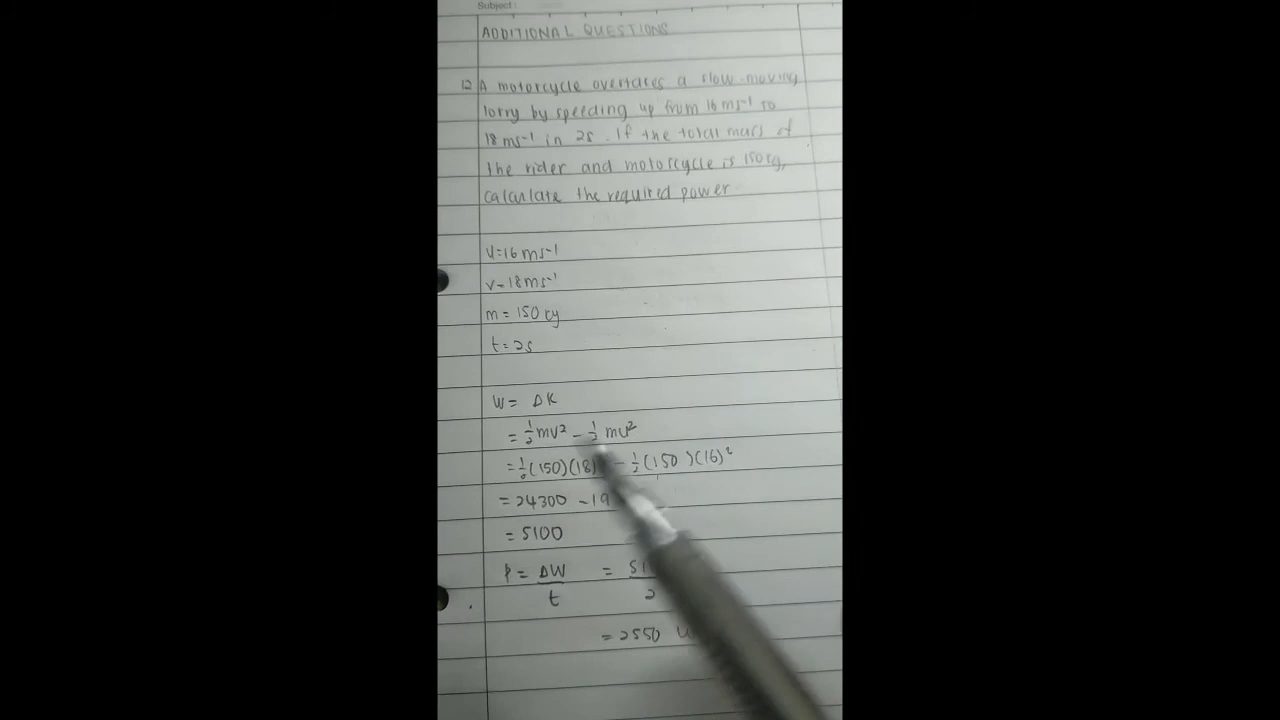 Subject:
ADDITIONAL QUESTIONS
12 A motorcycle overtakes a slow-moving
lorry by speeding up from 16 ms⁻¹ to
18 ms⁻¹ in 2s. If the total mass of
the rider and motorcycle is 150kg,
calculate the required power
u=16 ms⁻¹
v=18ms⁻¹
m = 150 kg
t = 2s
W = ΔK
= ½mv² - ½mu²
= ½(150)(18) - ½(150)(16)²
= 24300 - 19
= 5100
P = ΔW/t = 51/2
= 2550 W